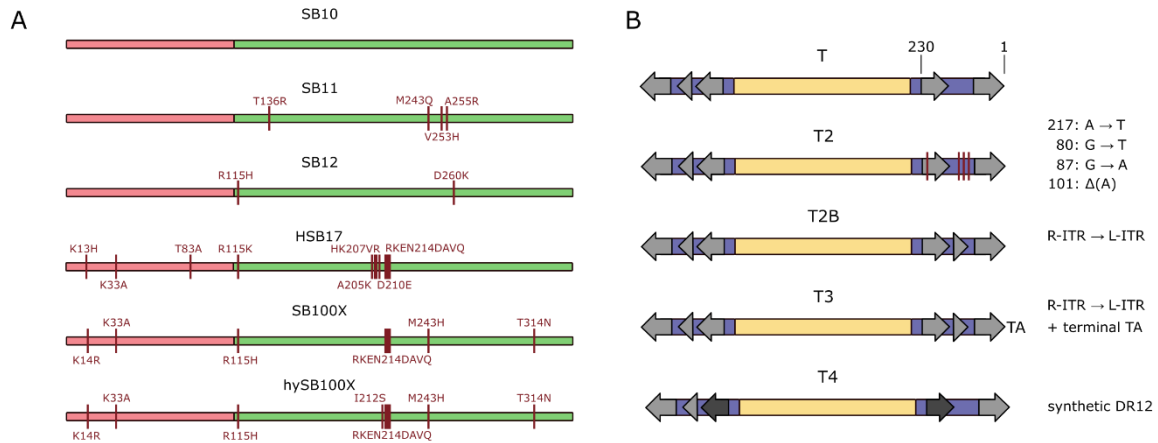 A
SB10
SB11
T136R
M243Q
A255R
V253H
SB12
R115H
D260K
HSB17
K13H
T83A
R115K
HK207VR
RKEN214DAVQ
K33A
A205K
D210E
SB100X
K33A
M243H
T314N
K14R
R115H
RKEN214DAVQ
hySB100X
I212S
K33A
M243H
T314N
K14R
R115H
RKEN214DAVQ
B
230
1
T
T2
217: A → T
80: G → T
87: G → A
101: Δ(A)
T2B
R-ITR → L-ITR
T3
R-ITR → L-ITR
+ terminal TA
TA
T4
synthetic DR12